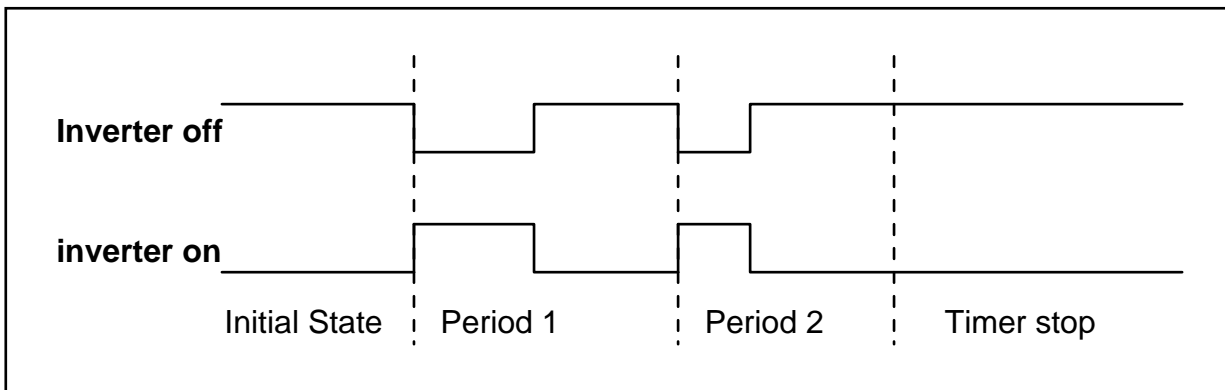 Inverter off
inverter on
Initial State Period 1 Period 2 Timer stop